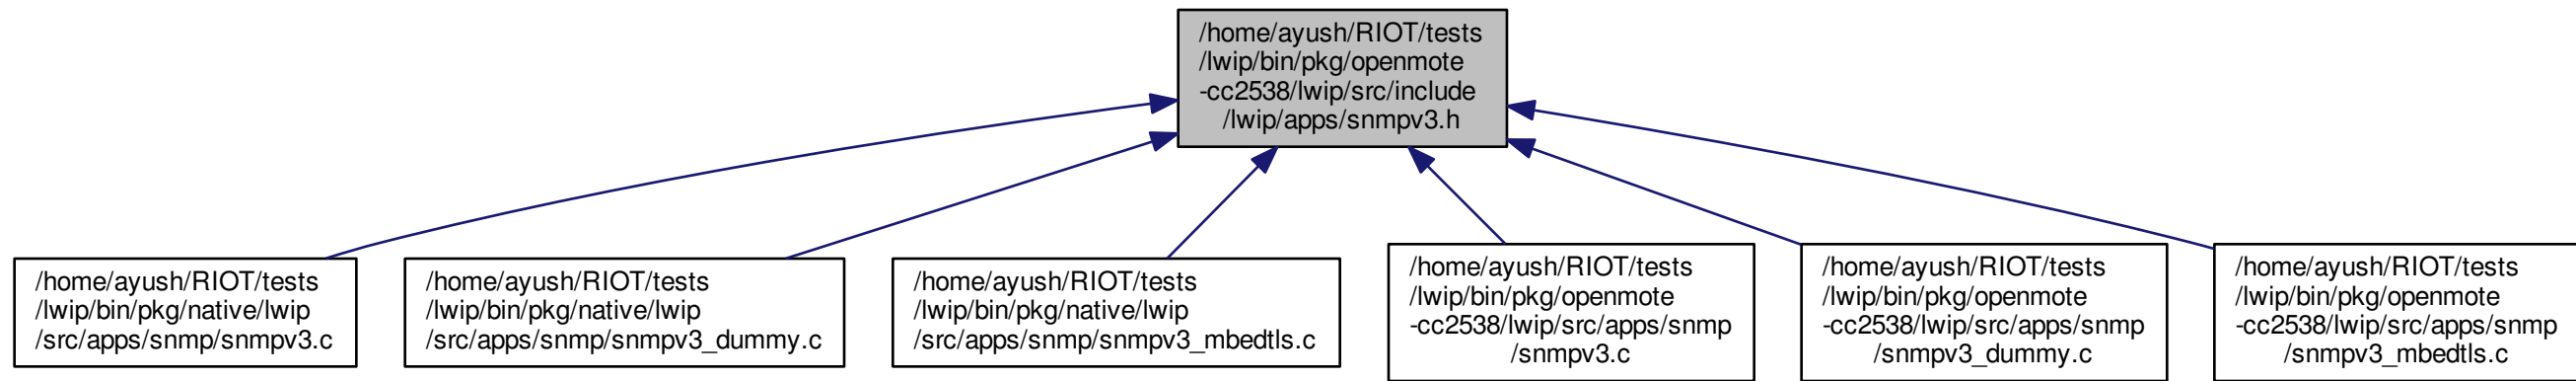 /home/ayush/RIOT/tests
/lwip/bin/pkg/openmote
-cc2538/lwip/src/include
/lwip/apps/snmpv3.h
/home/ayush/RIOT/tests
/lwip/bin/pkg/native/lwip
/src/apps/snmp/snmpv3.c
/home/ayush/RIOT/tests
/lwip/bin/pkg/native/lwip
/src/apps/snmp/snmpv3_dummy.c
/home/ayush/RIOT/tests
/lwip/bin/pkg/native/lwip
/src/apps/snmp/snmpv3_mbedtls.c
/home/ayush/RIOT/tests
/lwip/bin/pkg/openmote
-cc2538/lwip/src/apps/snmp
/snmpv3.c
/home/ayush/RIOT/tests
/lwip/bin/pkg/openmote
-cc2538/lwip/src/apps/snmp
/snmpv3_dummy.c
/home/ayush/RIOT/tests
/lwip/bin/pkg/openmote
-cc2538/lwip/src/apps/snmp
/snmpv3_mbedtls.c